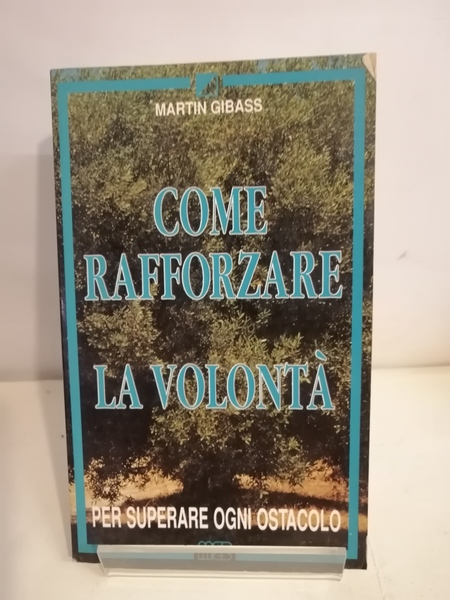 MARTIN GIBASS
COME
RAFFORZARE
LA VOLONTÀ
PER SUPERARE OGNI OSTACOLO